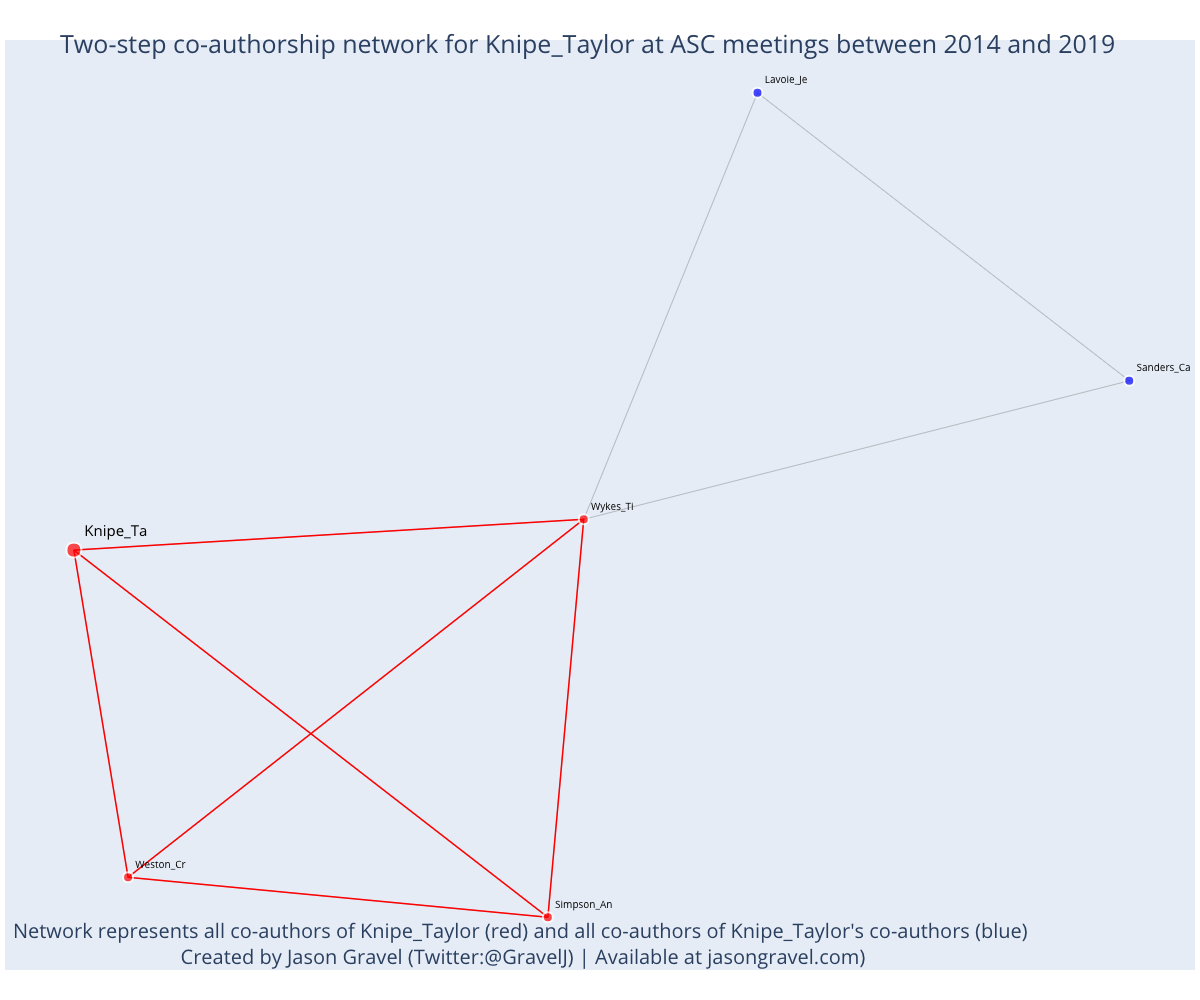 Two-step co-authorship network for Knipe_Taylor at ASC meetings between 2014 and 2019
Lavoie_Je
Sanders_Ca
Wykes_Ti
Knipe_Ta
Weston_Cr
Simpson_An
Network represents all co-authors of Knipe_Taylor (red) and all co-authors of Knipe_Taylor's co-authors (blue)
Created by Jason Gravel (Twitter:@GravelJ) | Available at jasongravel.com)